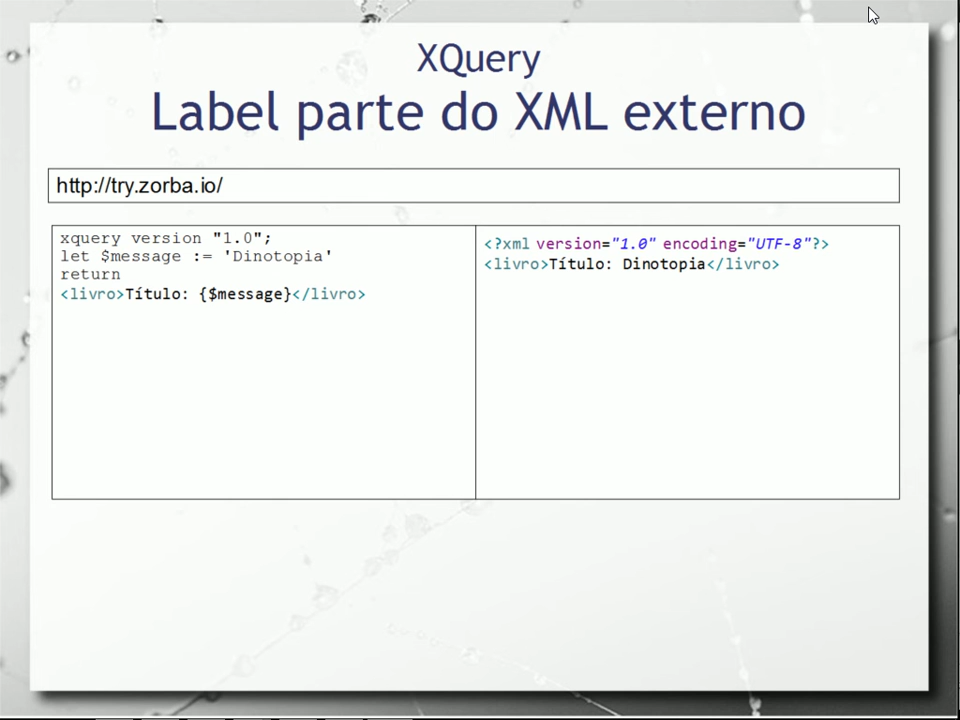 XQuery
Label parte do XML externo
http://try.zorba.io/
xquery version "1.0";
let $message := 'Dinotopia'
return
<livro>Título: {$message}</livro>
<?xml version="1.0" encoding="UTF-8"?>
<livro>Título: Dinotopia</livro>